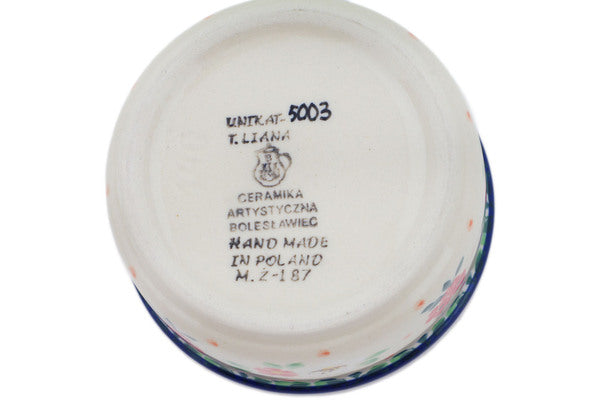 UNIKAT-5003
T. LIANA
CERAMIKA
ARTYSTYCZNA
BOLESŁAWIEC
HAND MADE
IN POLAND
M. Ż-187